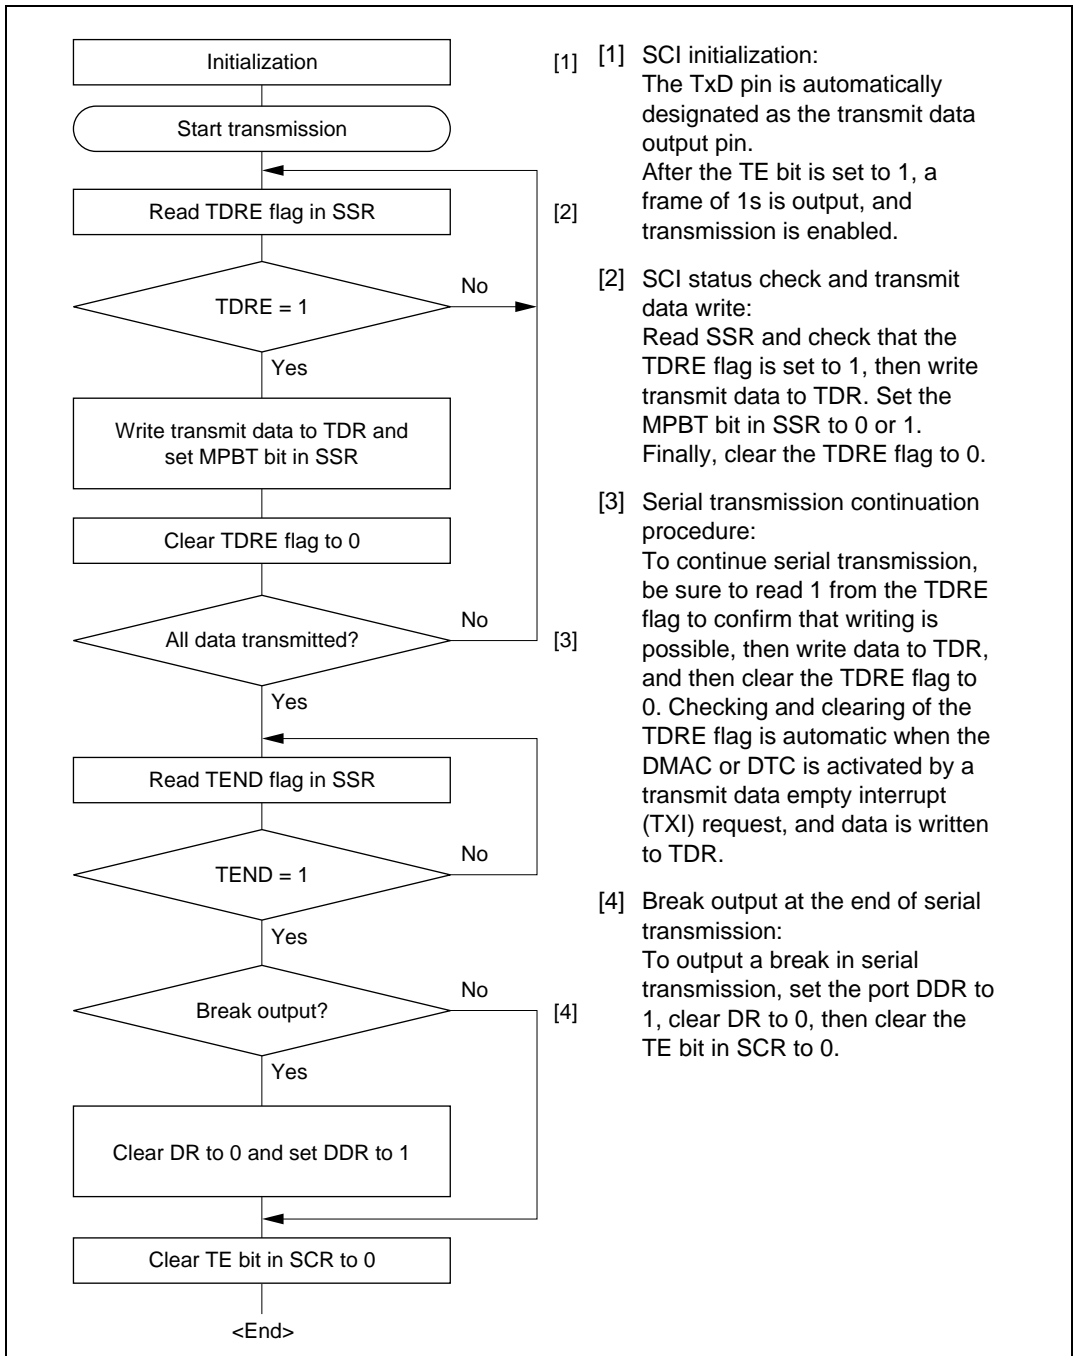 Initialization
[1]
Start transmission
Read TDRE flag in SSR
[2]
No
TDRE = 1
Yes
Write transmit data to TDR and
set MPBT bit in SSR
Clear TDRE flag to 0
No
All data transmitted?
[3]
Yes
Read TEND flag in SSR
No
TEND = 1
Yes
No
Break output?
[4]
Yes
Clear DR to 0 and set DDR to 1
Clear TE bit in SCR to 0
<End>
[1] SCI initialization:
The TxD pin is automatically
designated as the transmit data
output pin.
After the TE bit is set to 1, a
frame of 1s is output, and
transmission is enabled.
[2] SCI status check and transmit
data write:
Read SSR and check that the
TDRE flag is set to 1, then write
transmit data to TDR. Set the
MPBT bit in SSR to 0 or 1.
Finally, clear the TDRE flag to 0.
[3] Serial transmission continuation
procedure:
To continue serial transmission,
be sure to read 1 from the TDRE
flag to confirm that writing is
possible, then write data to TDR,
and then clear the TDRE flag to
0. Checking and clearing of the
TDRE flag is automatic when the
DMAC or DTC is activated by a
transmit data empty interrupt
(TXI) request, and data is written
to TDR.
[4] Break output at the end of serial
transmission:
To output a break in serial
transmission, set the port DDR to
1, clear DR to 0, then clear the
TE bit in SCR to 0.